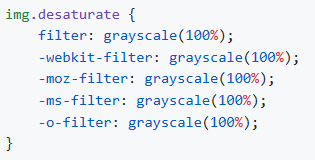 img.desaturate {
    filter: grayscale(100%);
    -webkit-filter: grayscale(100%);
    -moz-filter: grayscale(100%);
    -ms-filter: grayscale(100%);
    -o-filter: grayscale(100%);
}